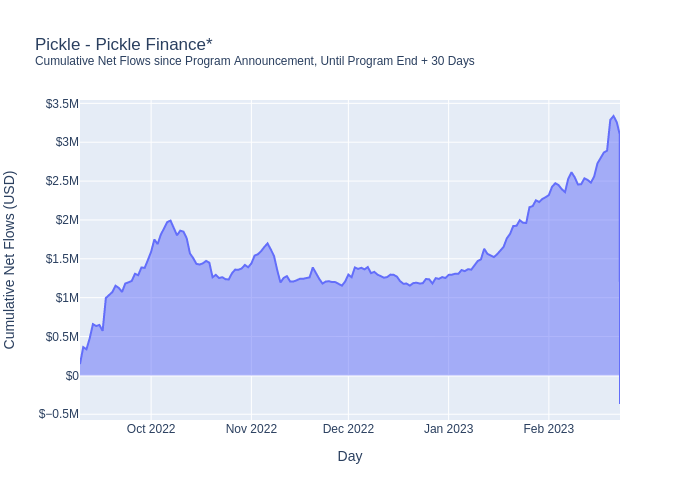 Pickle - Pickle Finance*
Cumulative Net Flows since Program Announcement, Until Program End + 30 Days
Cumulative Net Flows (USD)
$3.5M
$3M
$2.5M
$2M
$1.5M
$1M
$0.5M
$0
$−0.5M
Oct 2022
Nov 2022
Dec 2022
Jan 2023
Feb 2023
Day